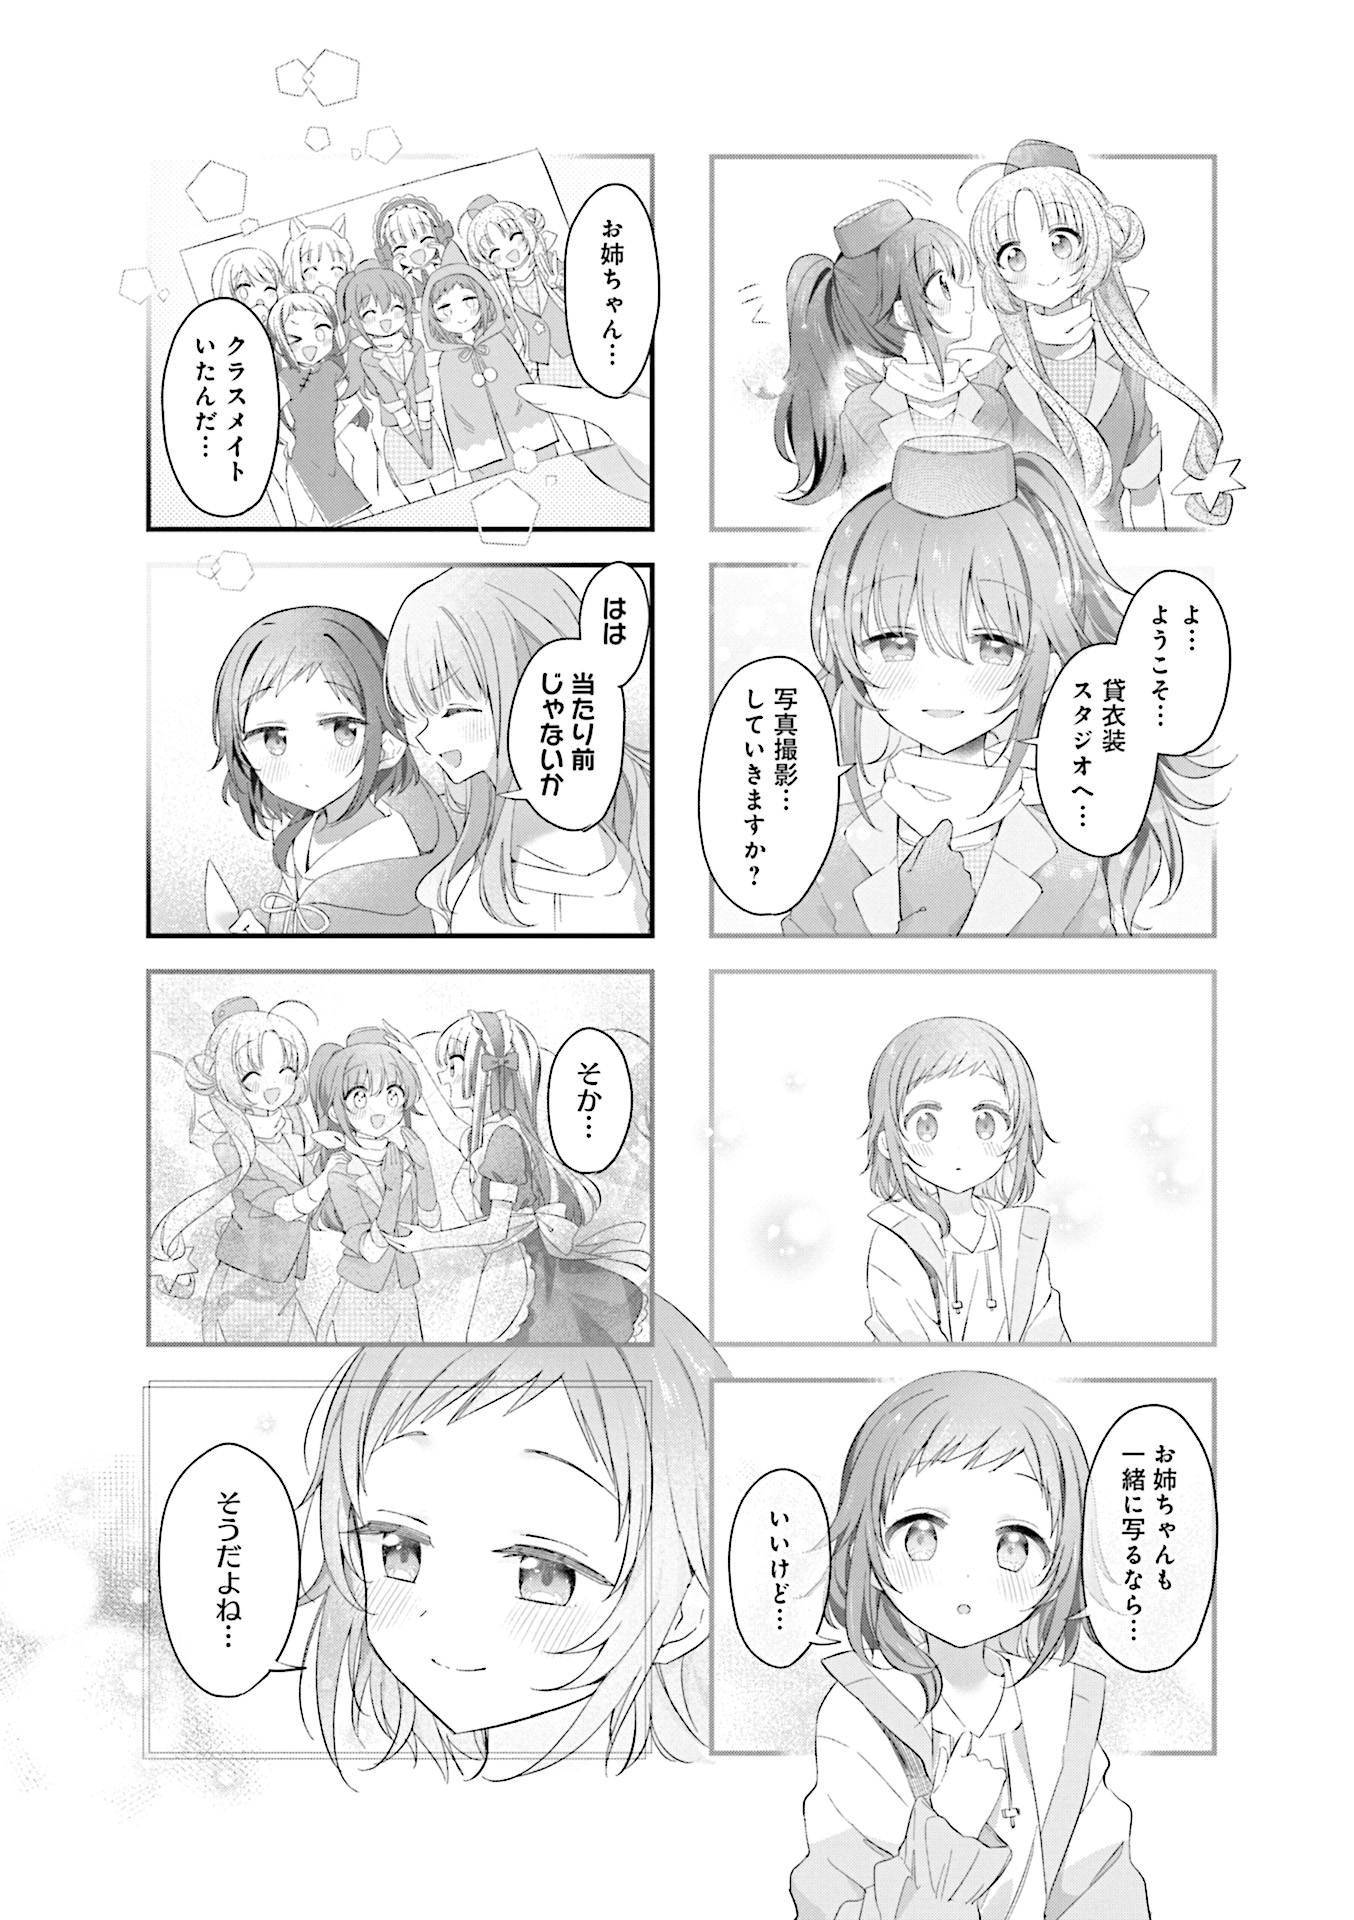 よ…
ようこそ…
貸衣装
スタジオへ…
写真撮影…
していきますか？
お姉ちゃんも
一緒に写るなら…
いいけど…
お姉ちゃん…
クラスメイト
いたんだ…
はは
当たり前
じゃないか
そか…
そうだよね…